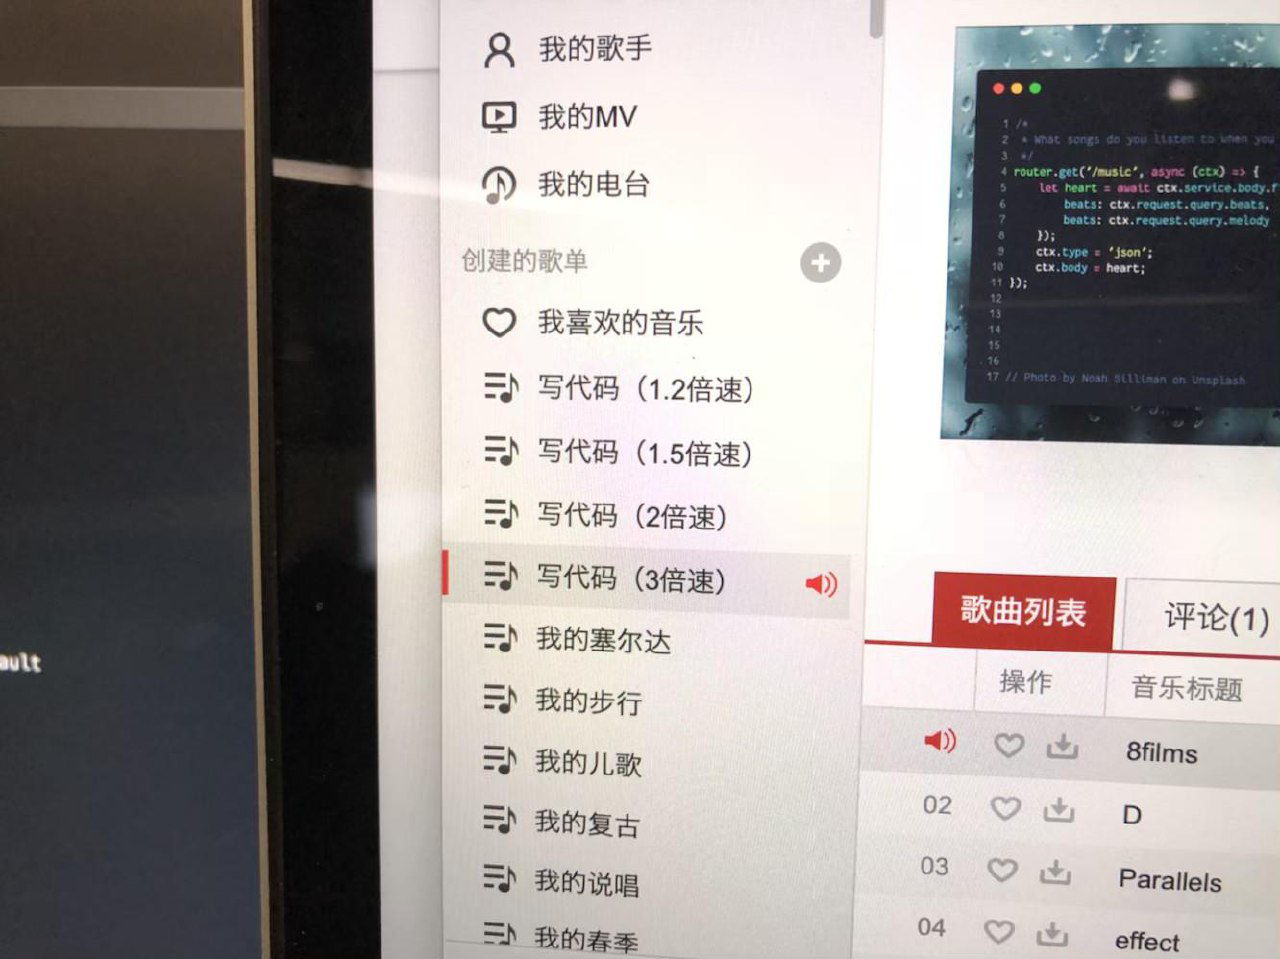 我的歌手
我的MV
我的电台
创建的歌单
我喜欢的音乐
写代码（1.2倍速）
写代码（1.5倍速）
写代码（2倍速）
写代码（3倍速）
我的塞尔达
我的步行
我的儿歌
我的复古
我的说唱
我的春季
ault
1 /*
2 * What songs do you listen to when you
3 */
4 router.get('/music', async (ctx) => {
5 let heart = await ctx.service.body.f
6 beats: ctx.request.query.beats,
7 beats: ctx.request.query.melody
8 });
9 ctx.type = 'json';
10 ctx.body = heart;
11 });
12
13
14
15
16
17 // Photo by Noah Silliman on Unsplash
歌曲列表 评论(1)
操作 音乐标题
8films
02 D
03 Parallels
04 effect